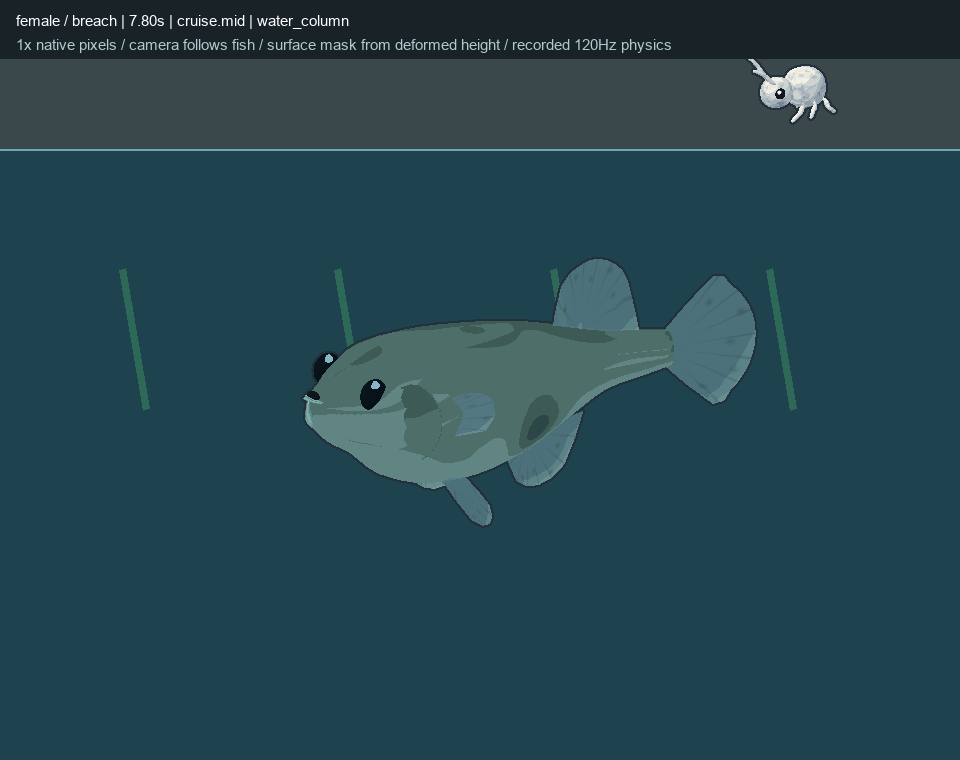 female / breach | 7.80s | cruise.mid | water_column
1x native pixels / camera follows fish / surface mask from deformed height / recorded 120Hz physics